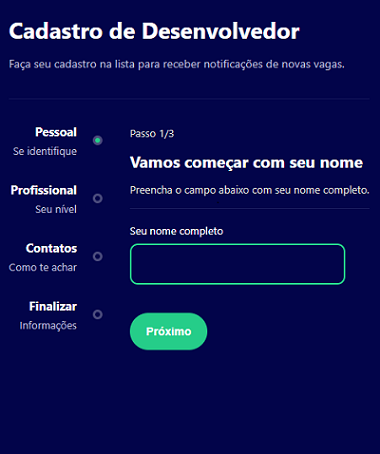 Cadastro de Desenvolvedor
Faça seu cadastro na lista para receber notificações de novas vagas.
Pessoal
Se identifique
Profissional
Seu nível
Contatos
Como te achar
Finalizar
Informações
Passo 1/3
Vamos começar com seu nome
Preencha o campo abaixo com seu nome completo.
Seu nome completo
Próximo